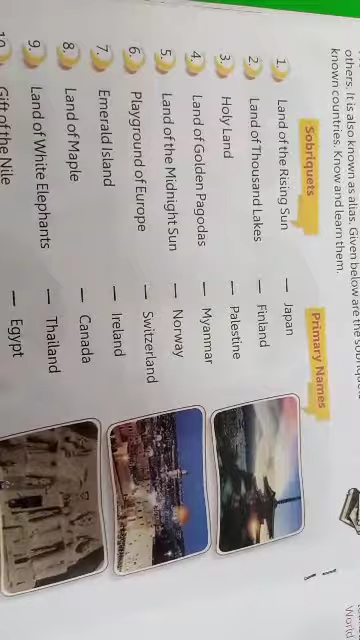 others. It is also known as alias. Given below are the
known countries. Know and learn them.
Sobriquets Primary Names
1. Land of the Rising Sun — Japan
2. Land of Thousand Lakes — Finland
3. Holy Land — Palestine
4. Land of Golden Pagodas — Myanmar
5. Land of the Midnight Sun — Norway
6. Playground of Europe — Switzerland
7. Emerald Island — Ireland
8. Land of Maple — Canada
9. Land of White Elephants — Thailand
10. Gift of the Nile — Egypt
World